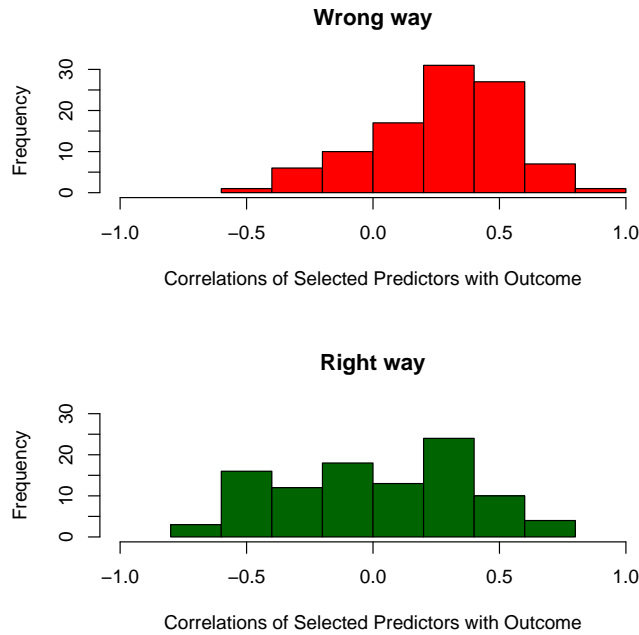 Wrong way
Frequency
30
20
10
0
−1.0 −0.5 0.0 0.5 1.0
Correlations of Selected Predictors with Outcome
Right way
Frequency
30
20
10
0
−1.0 −0.5 0.0 0.5 1.0
Correlations of Selected Predictors with Outcome